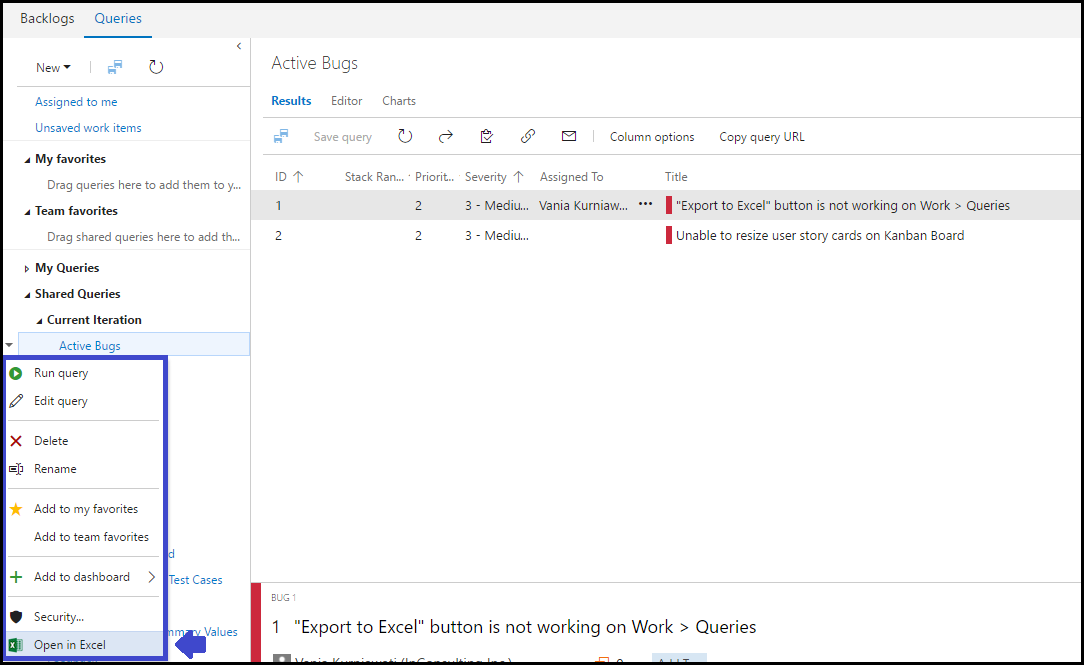 Backlogs Queries
New
Assigned to me
Unsaved work items
My favorites
Drag queries here to add them to y...
Team favorites
Drag shared queries here to add th...
My Queries
Shared Queries
Current Iteration
Active Bugs
Run query
Edit query
Delete
Rename
Add to my favorites
Add to team favorites
Add to dashboard
Test Cases
Security...
mmary Values
Open in Excel
Active Bugs
Results Editor Charts
Save query Column options Copy query URL
ID Stack Ran... Priorit... Severity Assigned To Title
1 2 3 - Mediu... Vania Kurniaw... ••• "Export to Excel" button is not working on Work > Queries
2 2 3 - Mediu... Unable to resize user story cards on Kanban Board
BUG 1
1 "Export to Excel" button is not working on Work > Queries
Vania Kurniawati (InConsulting Inc.) 0